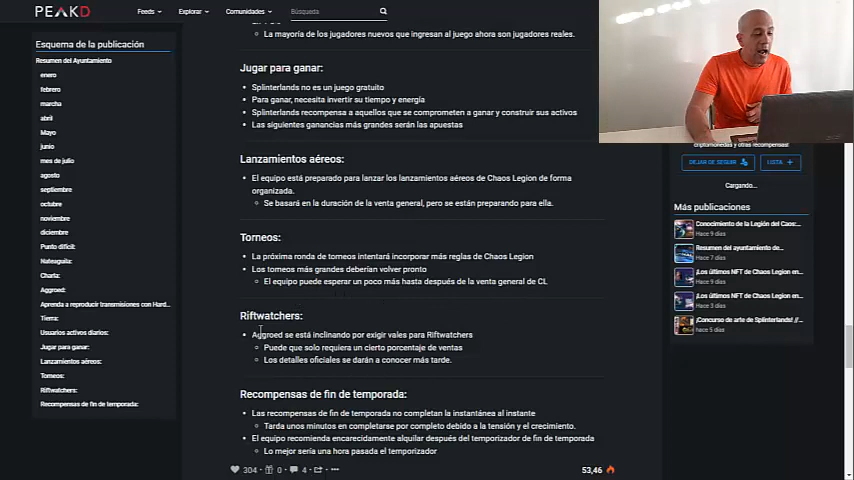 PEAKD
Feeds
Explorar
Comunidades
Búsqueda
Esquema de la publicación
Resumen del Ayuntamiento
enero
febrero
marcha
abril
Mayo
junio
mes de julio
agosto
septiembre
octubre
noviembre
diciembre
Punto difícil:
Nateaguila:
Charla:
Aggroed:
Aprenda a reproducir transmisiones con Hard...
Tierra:
Usuarios activos diarios:
Jugar para ganar:
Lanzamientos aéreos:
Torneos:
Riftwatchers:
Recompensas de fin de temporada:
La mayoría de los jugadores nuevos que ingresan al juego ahora son jugadores reales.
Jugar para ganar:
Splinterlands no es un juego gratuito
Para ganar, necesita invertir su tiempo y energía
Splinterlands recompensa a aquellos que se comprometen a ganar y construir sus activos
Las siguientes ganancias más grandes serán las apuestas
Lanzamientos aéreos:
El equipo está preparado para lanzar los lanzamientos aéreos de Chaos Legion de forma
organizada.
Se basará en la duración de la venta general, pero se están preparando para ella.
Torneos:
La próxima ronda de torneos intentará incorporar más reglas de Chaos Legion
Los torneos más grandes deberían volver pronto
El equipo puede esperar un poco más hasta después de la venta general de CL
Riftwatchers:
Aggroed se está inclinando por exigir vales para Riftwatchers
Puede que solo requiera un cierto porcentaje de ventas
Los detalles oficiales se darán a conocer más tarde.
Recompensas de fin de temporada:
Las recompensas de fin de temporada no completan la instantánea al instante
Tarda unos minutos en completarse por completo debido a la tensión y el crecimiento.
El equipo recomienda encarecidamente alquilar después del temporizador de fin de temporada
Lo mejor sería una hora pasada el temporizador
304 · 0 · 4 ·
53,46
criptomonedas y otras recompensas!
DEJAR DE SEGUIR
LISTA +
Cargando...
Más publicaciones
Conocimiento de la Legión del Caos:...
Hace 9 días
Resumen del ayuntamiento de...
Hace 7 días
¡Los últimos NFT de Chaos Legion en...
Hace 9 días
¡Los últimos NFT de Chaos Legion en...
Hace 3 días
¡Concurso de arte de Splinterlands! //...
hace 5 días